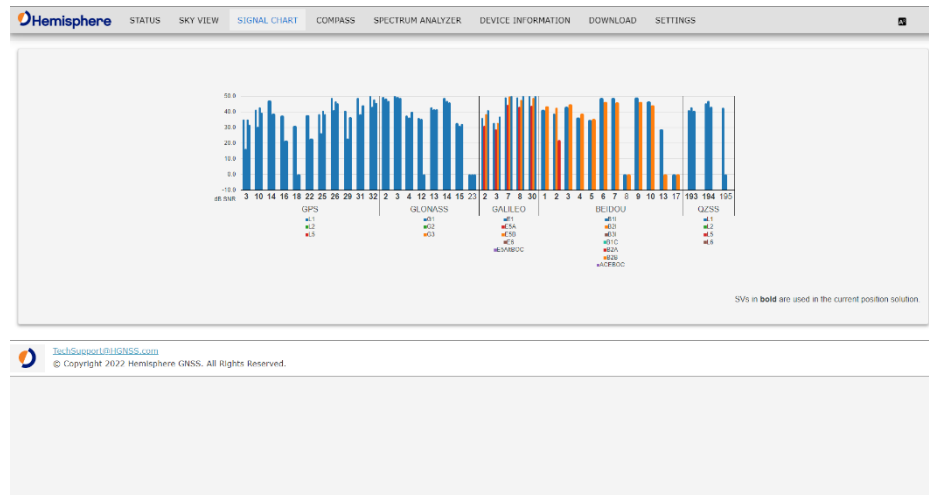 Hemisphere STATUS SKY VIEW SIGNAL CHART COMPASS SPECTRUM ANALYZER DEVICE INFORMATION DOWNLOAD SETTINGS
50.0
40.0
30.0
20.0
10.0
0.0
-10.0
dB SNR 3 10 14 16 18 22 25 26 29 31 32 2 3 4 12 13 14 15 23 2 3 7 8 30 1 2 3 4 5 6 7 8 9 10 13 17 193 194 195
GPS GLONASS GALILEO BEIDOU QZSS
L1 G1 E1 B1I L1
L2 G2 E5A B2I L2
L5 G3 E5B B3I L5
E6 B1C L6
E5AltBOC B2A
B2B
ACEBOC
SVs in bold are used in the current position solution.
TechSupport@HGNSS.com
© Copyright 2022 Hemisphere GNSS. All Rights Reserved.